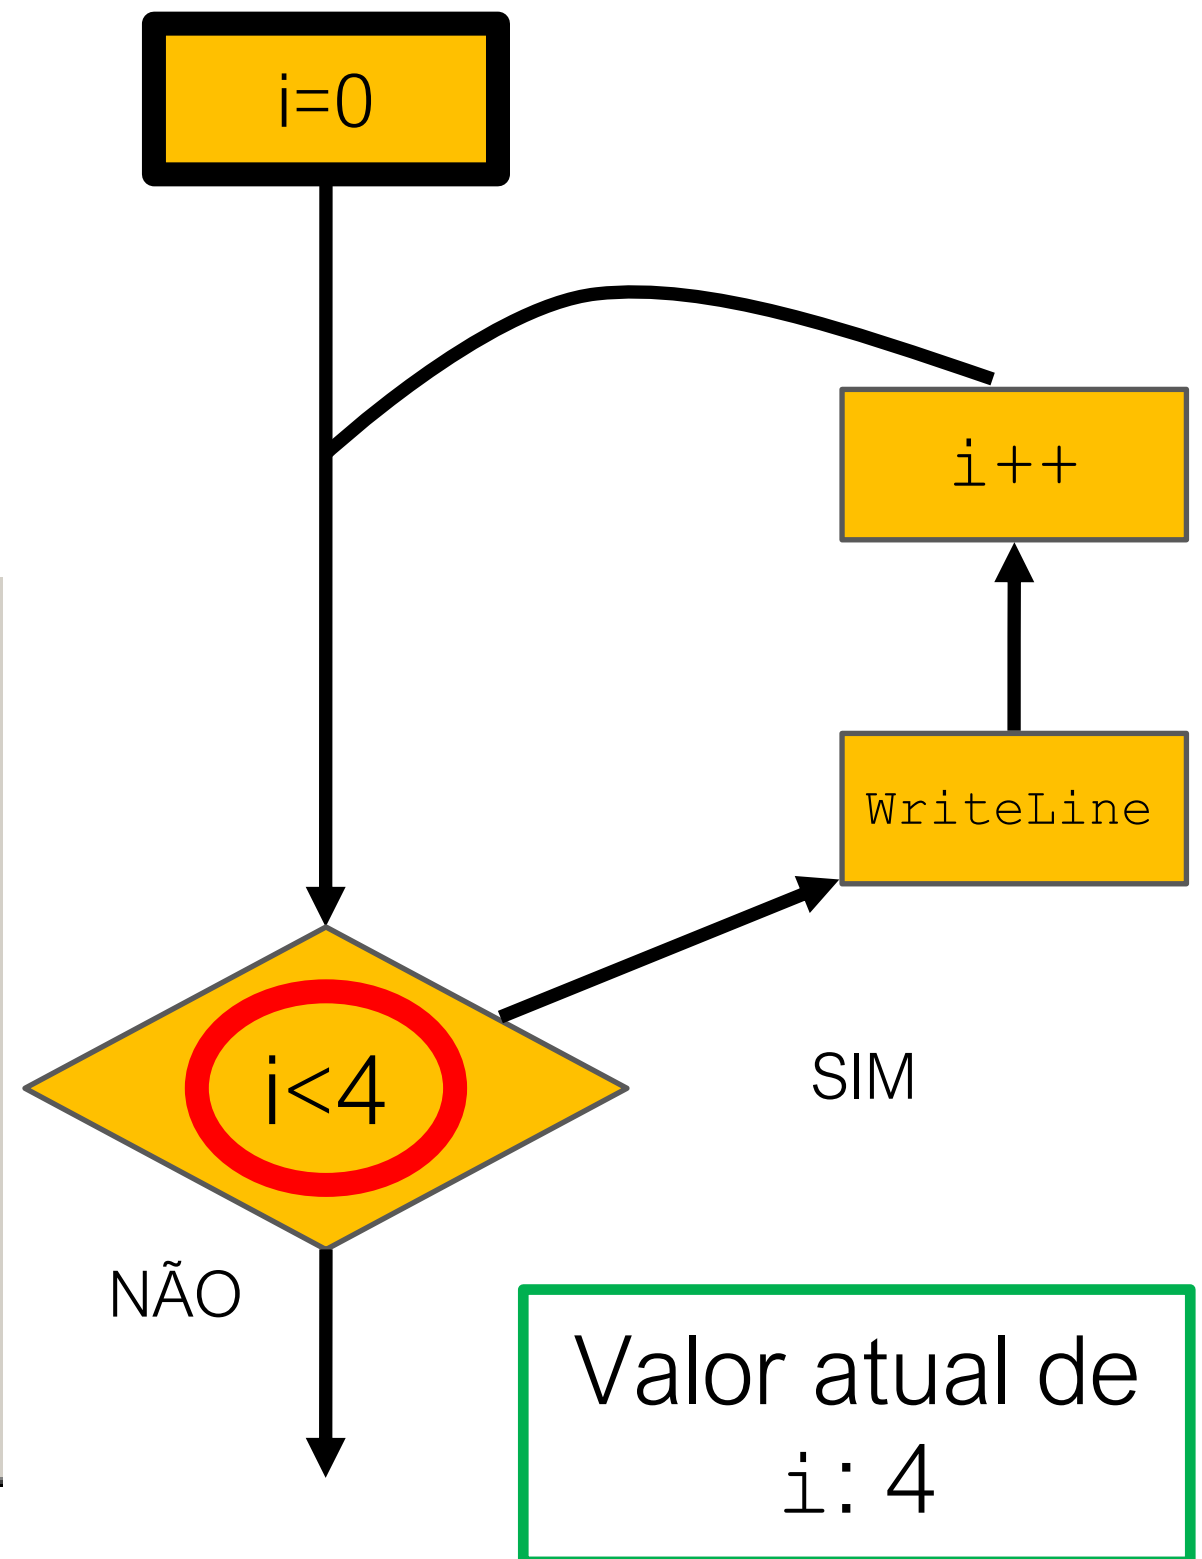 i=0
i++
WriteLine
i<4
SIM
NÃO
Valor atual de
i: 4